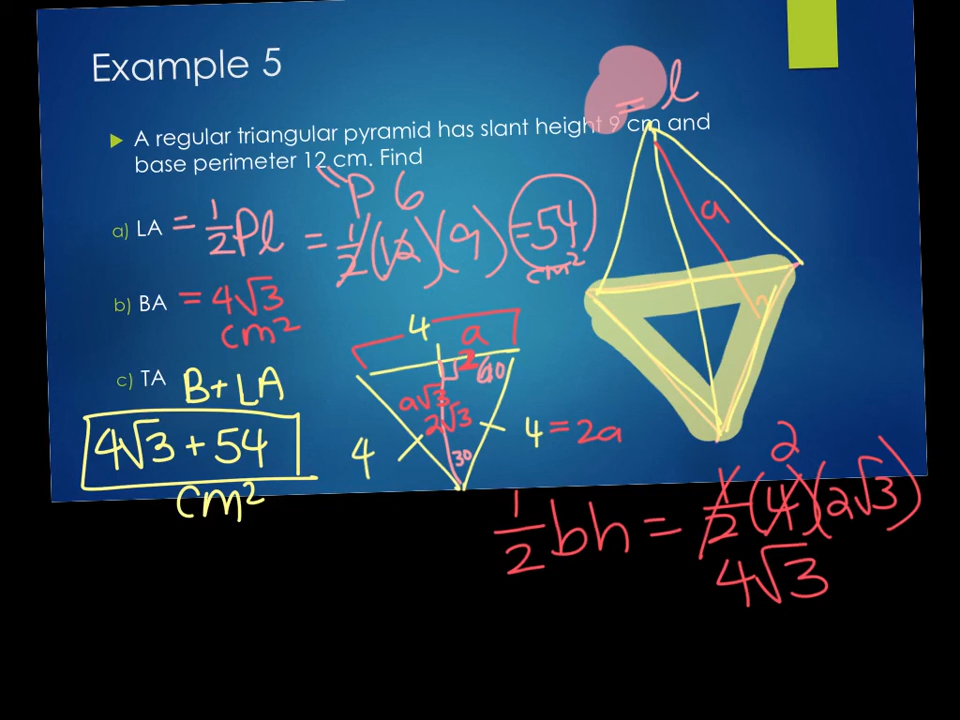 Example 5
= l
A regular triangular pyramid has slant height 9 cm and
base perimeter 12 cm. Find
P 6
a) LA = 1/2 Pl = 1/2 (12)(9) = 54 cm²
a
b) BA = 4√3 cm²
4 a
2 60
c) TA B + LA
a√3
2√3
4√3 + 54
cm²
4
30
4 = 2a
1/2 bh = 1/2 (4)(2√3)
2
4√3